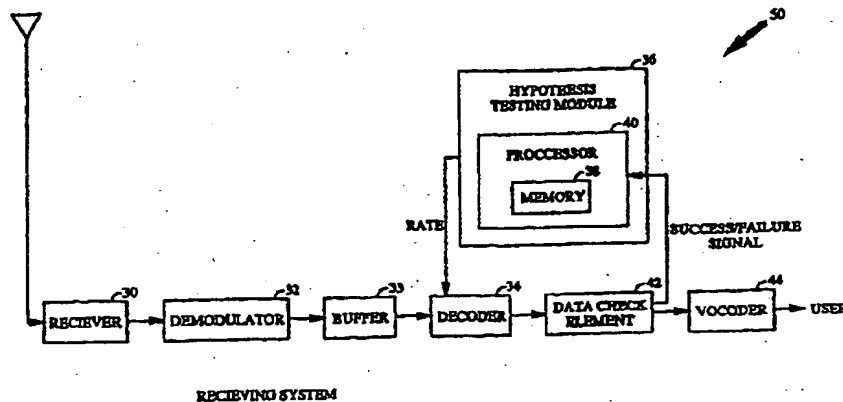 50
36
HYPOTHESIS
TESTING MODULE
40
PROCCESSOR
38
MEMORY
RATE
SUCCESS/FAILURE
SIGNAL
30
RECIEVER
32
DEMODULATOR
33
BUFFER
34
DECODER
42
DATA CHECK
ELEMENT
44
VOCODER
USER
RECIEVING SYSTEM